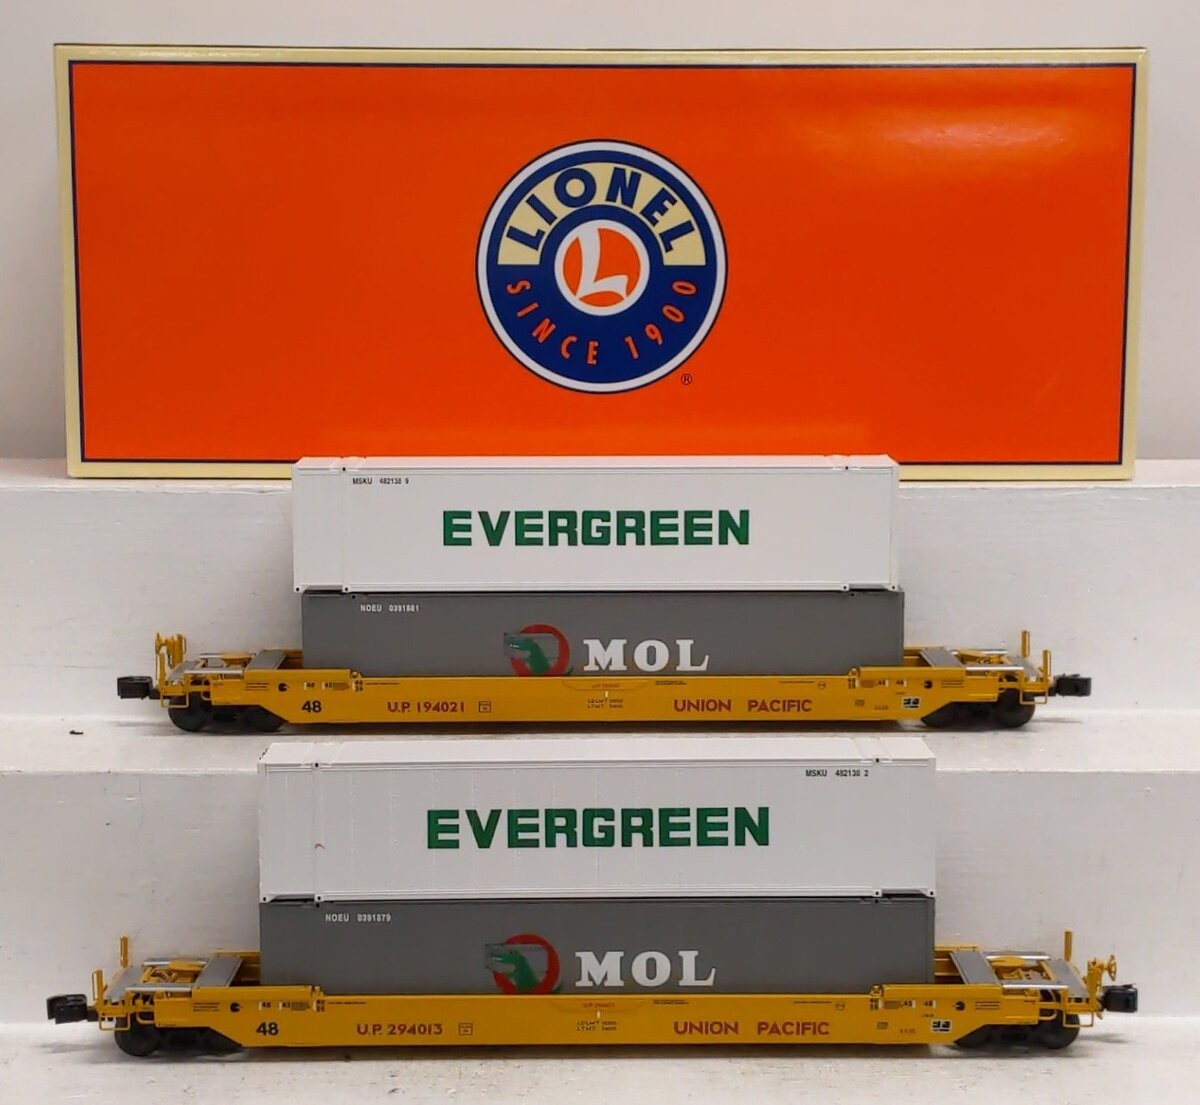 LIONEL
L
SINCE 1900
®
MSKU 482138 9
EVERGREEN
NOEU 0391881
MOL
48 U.P. 194021 UNION PACIFIC
MSKU 482138 2
EVERGREEN
NOEU 0391879
MOL
48 U.P. 294013 UNION PACIFIC